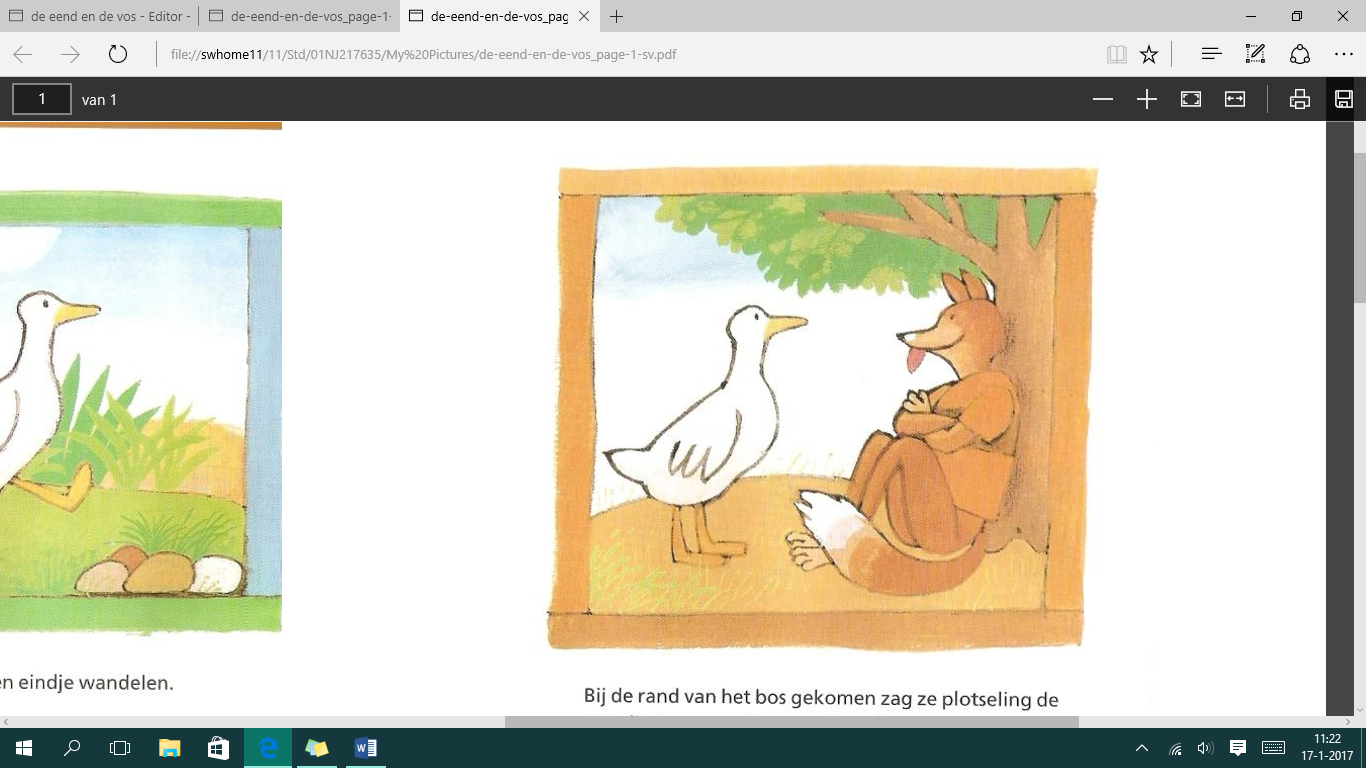 de eend en de vos - Editor -
de-eend-en-de-vos_page-1-
de-eend-en-de-vos_pag
file://swhome11/11/Std/01NJ217635/My%20Pictures/de-eend-en-de-vos_page-1-sv.pdf
1 van 1
en eindje wandelen.
Bij de rand van het bos gekomen zag ze plotseling de
11:22
17-1-2017